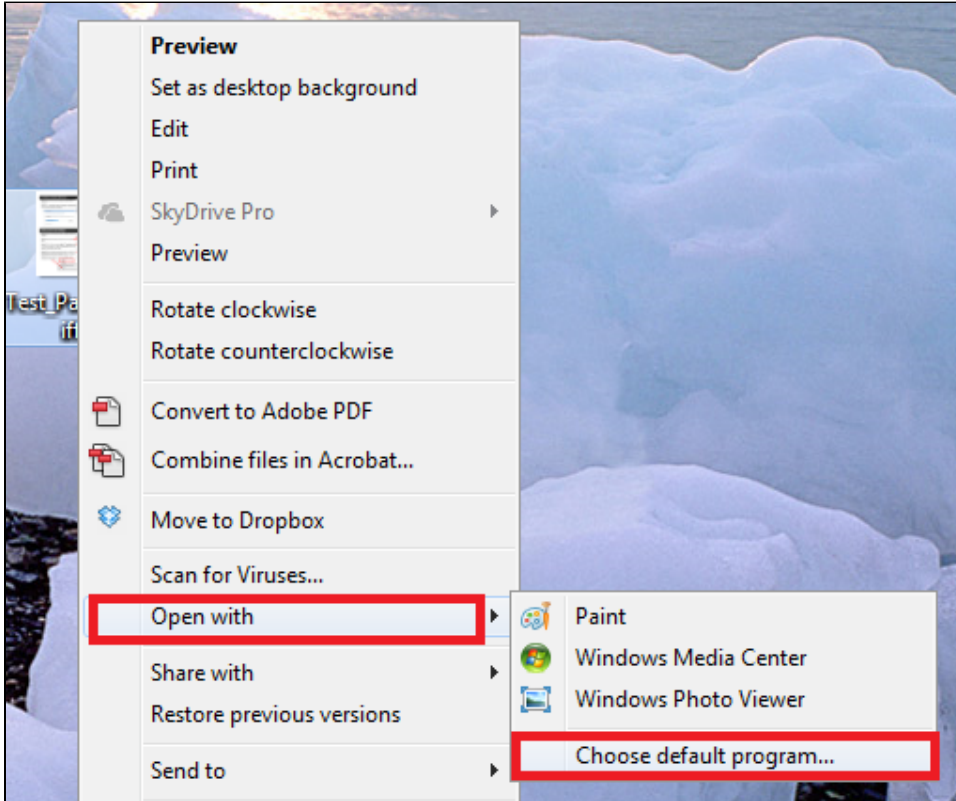 Preview
Set as desktop background
Edit
Print
SkyDrive Pro
Preview
Rotate clockwise
Rotate counterclockwise
Convert to Adobe PDF
Combine files in Acrobat...
Move to Dropbox
Scan for Viruses...
Open with
Share with
Restore previous versions
Send to
Test_Pa
iff
Paint
Windows Media Center
Windows Photo Viewer
Choose default program...